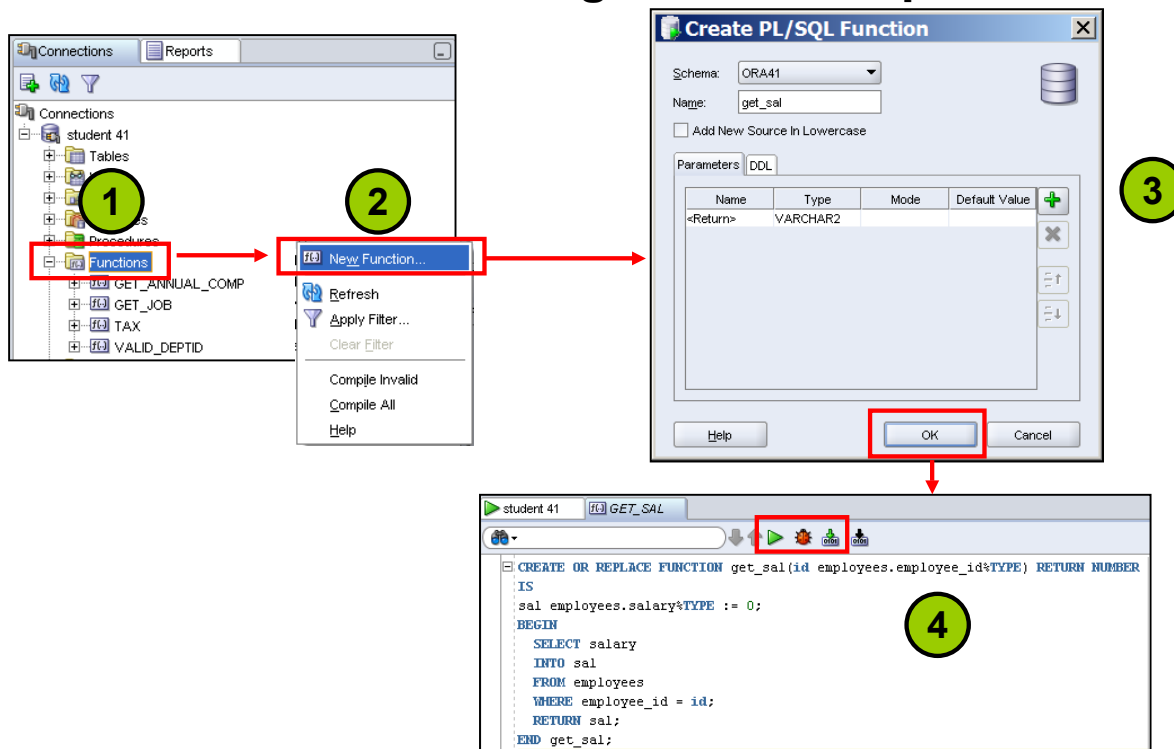 Connections
Reports
Connections
student 41
Tables
Procedures
Functions
GET_ANNUAL_COMP
GET_JOB
TAX
VALID_DEPTID
1
2
New Function...
Refresh
Apply Filter...
Clear Filter
Compile Invalid
Compile All
Help
Create PL/SQL Function
Schema: ORA41
Name: get_sal
Add New Source In Lowercase
Parameters DDL
Name Type Mode Default Value
<Return> VARCHAR2
Help OK Cancel
3
student 41 GET_SAL
CREATE OR REPLACE FUNCTION get_sal(id employees.employee_id%TYPE) RETURN NUMBER
IS
sal employees.salary%TYPE := 0;
BEGIN
SELECT salary
INTO sal
FROM employees
WHERE employee_id = id;
RETURN sal;
END get_sal;
4